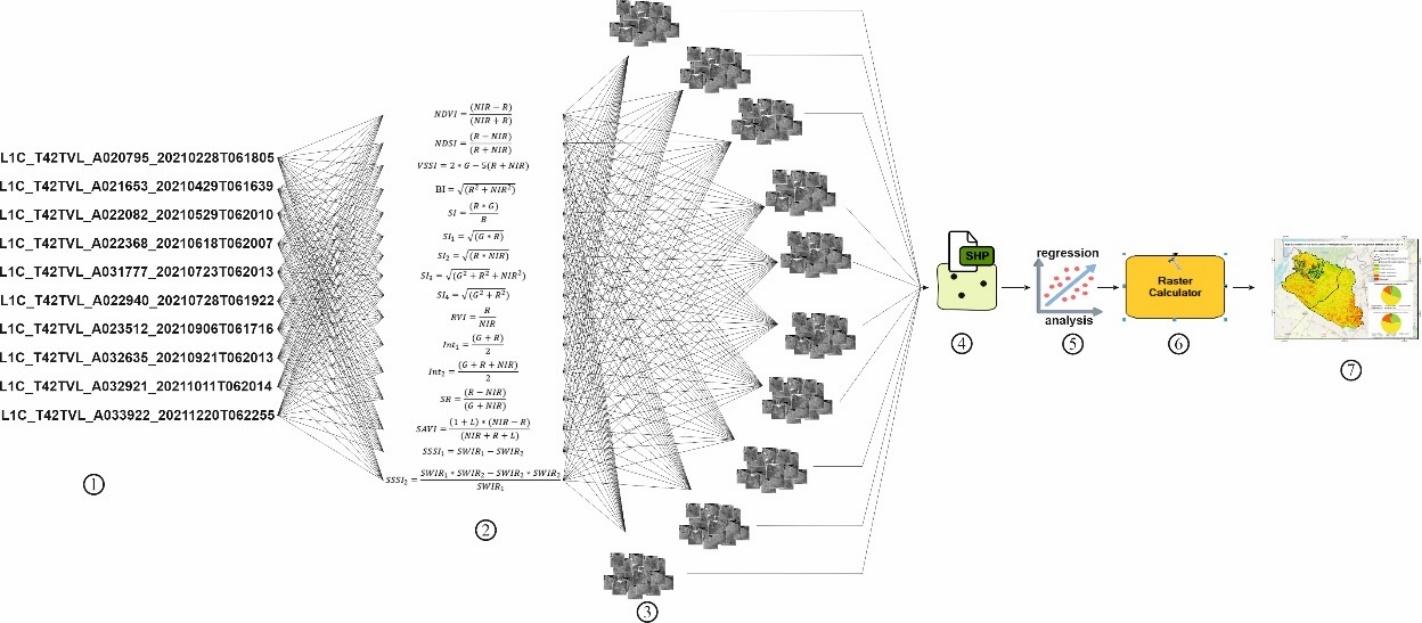 L1C_T42TVL_A020795_20210228T061805
L1C_T42TVL_A021653_20210429T061639
L1C_T42TVL_A022082_20210529T062010
L1C_T42TVL_A022368_20210618T062007
L1C_T42TVL_A031777_20210723T062013
L1C_T42TVL_A022940_20210728T061922
L1C_T42TVL_A023512_20210906T061716
L1C_T42TVL_A032635_20210921T062013
L1C_T42TVL_A032921_20211011T062014
L1C_T42TVL_A033922_20211220T062255
①
NDVI = (NIR − R) / (NIR + R)
NDSI = (R − NIR) / (R + NIR)
VSSI = 2 * G − 5(R + NIR)
BI = √(R² + NIR²)
SI = (R * G) / B
SI₁ = √(G * R)
SI₂ = √(R * NIR)
SI₃ = √(G² + R² + NIR²)
SI₄ = √(G² + R²)
RVI = R / NIR
Int₁ = (G + R) / 2
Int₂ = (G + R + NIR) / 2
SR = (R − NIR) / (G + NIR)
SAVI = (1 + L) * (NIR − R) / (NIR + R + L)
SSSI₁ = SWIR₁ − SWIR₂
SSSI₂ = (SWIR₁ * SWIR₂ − SWIR₂ * SWIR₂) / SWIR₁
②
③
SHP
④
regression
analysis
⑤
Raster
Calculator
⑥
⑦